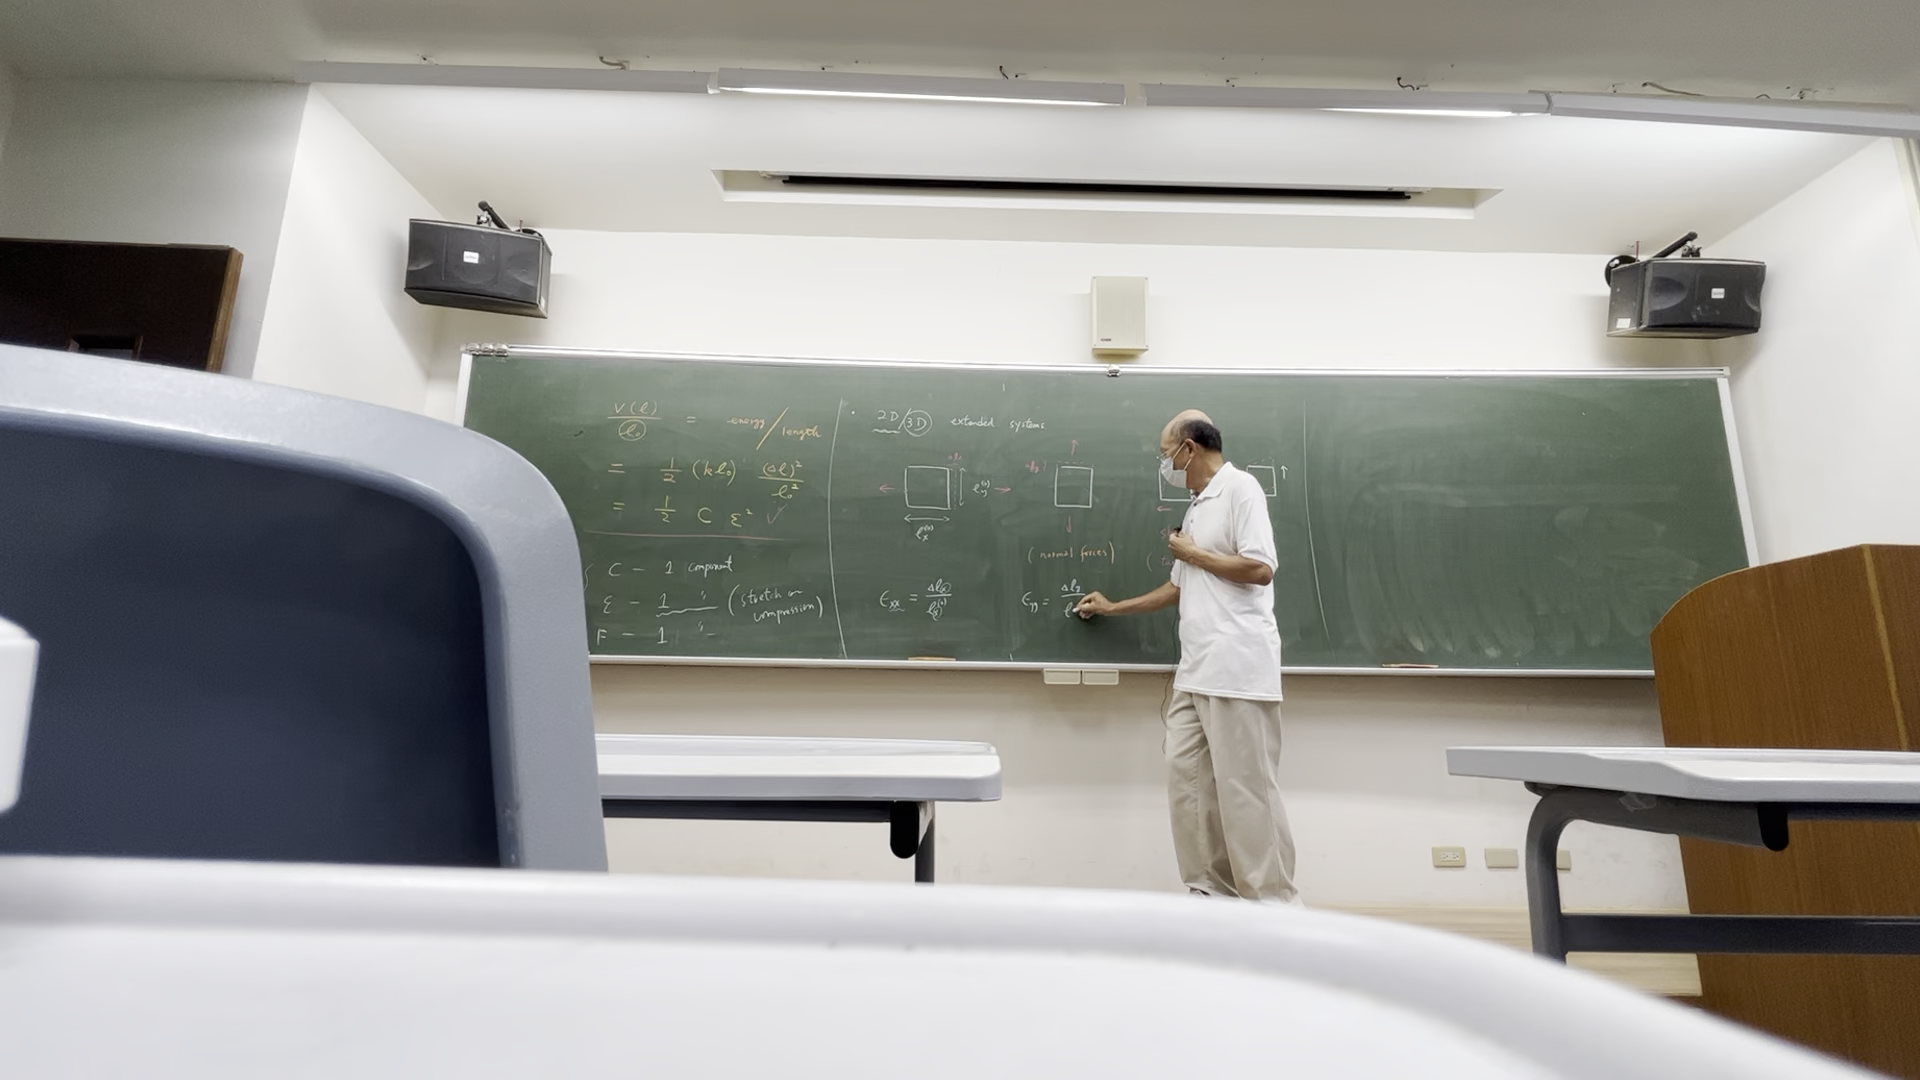 V(l) / l₀ = energy / length
= 1/2 (kl₀) (Δl)² / l₀²
= 1/2 C ε² ✓
C - 1 component
ε - 1 〃 (stretch or compression)
F - 1 〃
· 2D/3D extended systems
l_y⁽⁰⁾
l_x⁽⁰⁾
(normal forces)
ε_xx = Δl_x / l_x⁽⁰⁾
ε_yy = Δl_y / l